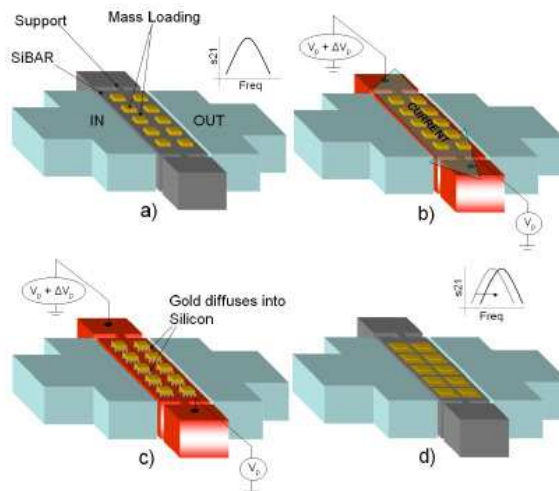 Support
Mass Loading
SiBAR
s21
Freq
IN
OUT
a)
Vp + ΔVp
CURRENT
Vp
b)
Vp + ΔVp
Gold diffuses into
Silicon
Vp
c)
s21
Freq
d)